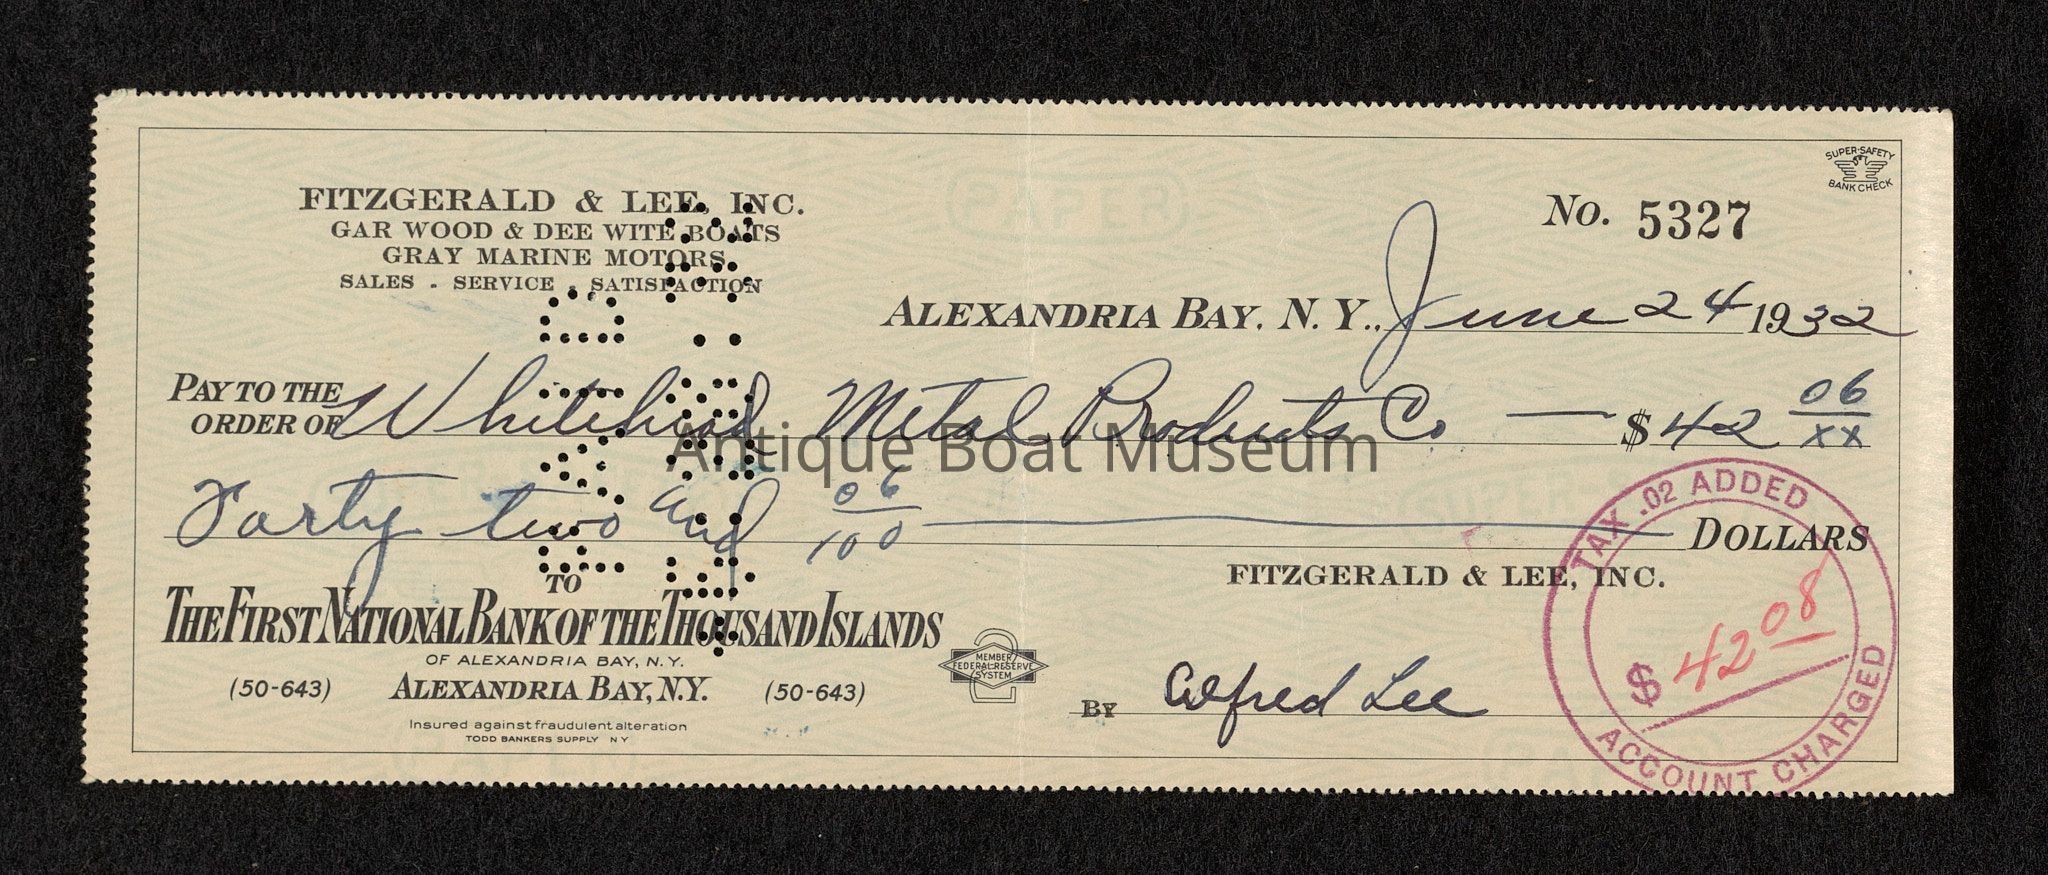 SUPER-SAFETY
BANK CHECK
FITZGERALD & LEE, INC.
GAR WOOD & DEE WITE BOATS
GRAY MARINE MOTORS
SALES . SERVICE . SATISFACTION
No. 5327
ALEXANDRIA BAY, N. Y., June 24 1932
PAY TO THE
ORDER OF Whitehead Metal Products Co. — $ 42 06/xx
Antique Boat Museum
Forty two and 06/100 — DOLLARS
TAX .02 ADDED
$ 42 08
ACCOUNT CHARGED
FITZGERALD & LEE, INC.
TO
THE FIRST NATIONAL BANK OF THE THOUSAND ISLANDS
OF ALEXANDRIA BAY, N. Y.
(50-643) ALEXANDRIA BAY, N.Y. (50-643)
MEMBER
FEDERAL RESERVE
SYSTEM
2
BY Alfred Lee
Insured against fraudulent alteration
TODD BANKERS SUPPLY N Y